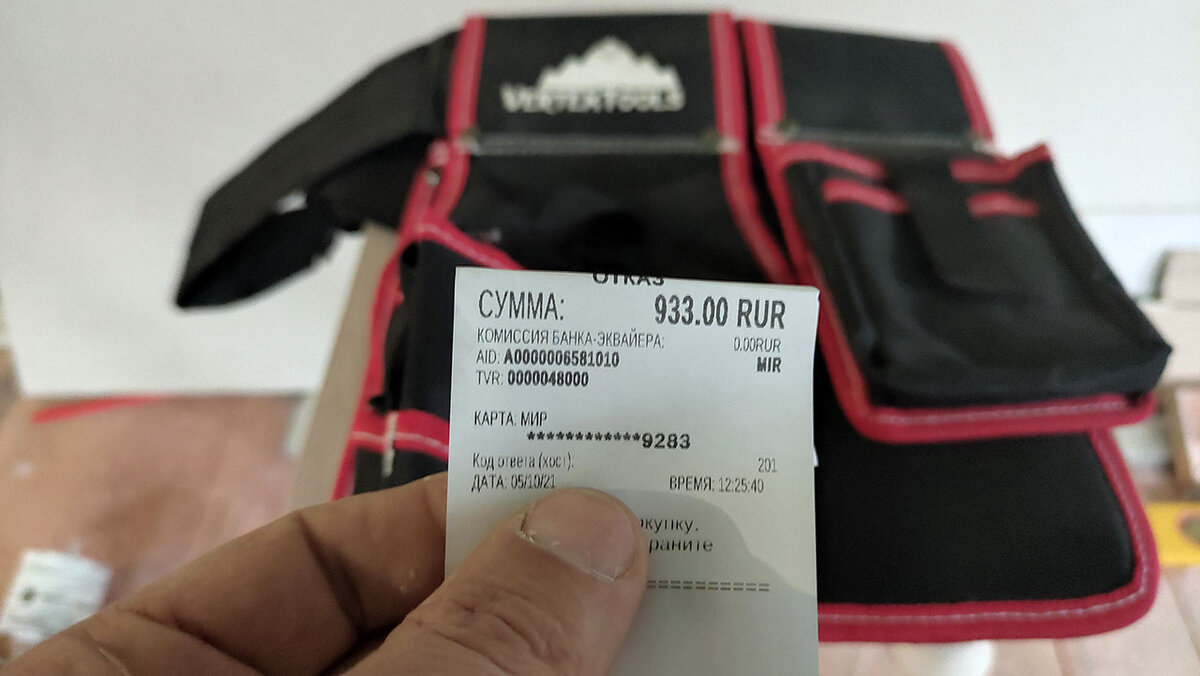 VERTEXTOOLS
ОТКАЗ
СУММА: 933.00 RUR
КОМИССИЯ БАНКА-ЭКВАЙЕРА: 0.00RUR
AID: A0000006581010 MIR
TVR: 0000048000
КАРТА: МИР
************9283
Код ответа (хост): 201
ДАТА: 05/10/21 ВРЕМЯ: 12:25:40
окупку.
раните
==============